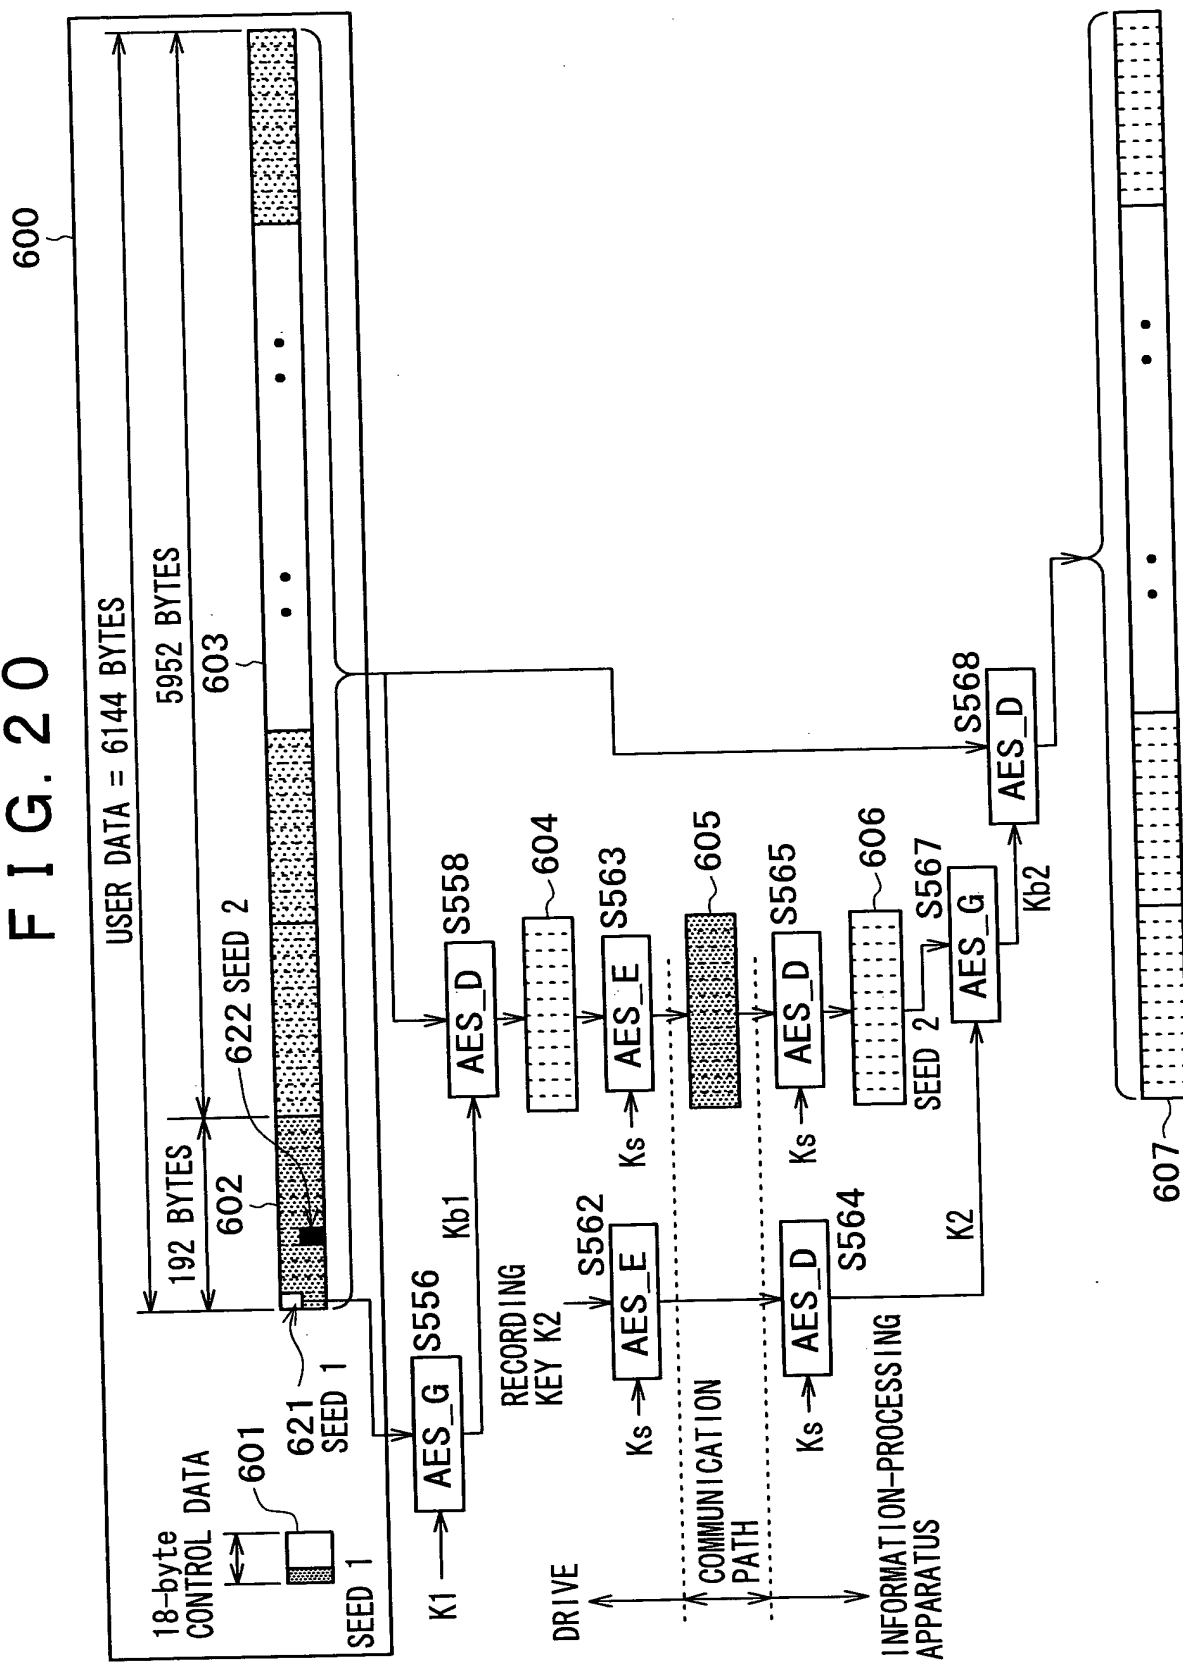 FIG.20
600
USER DATA = 6144 BYTES
192 BYTES
5952 BYTES
18-byte
CONTROL DATA
601
602
603
622 SEED 2
621
SEED 1
SEED 1
K1
AES_G
S556
Kb1
AES_D
S558
604
RECORDING
KEY K2
Ks
AES_E
S562
Ks
AES_E
S563
605
DRIVE
COMMUNICATION
PATH
INFORMATION-PROCESSING
APPARATUS
Ks
AES_D
S564
Ks
AES_D
S565
606
SEED 2
K2
AES_G
S567
Kb2
AES_D
S568
607